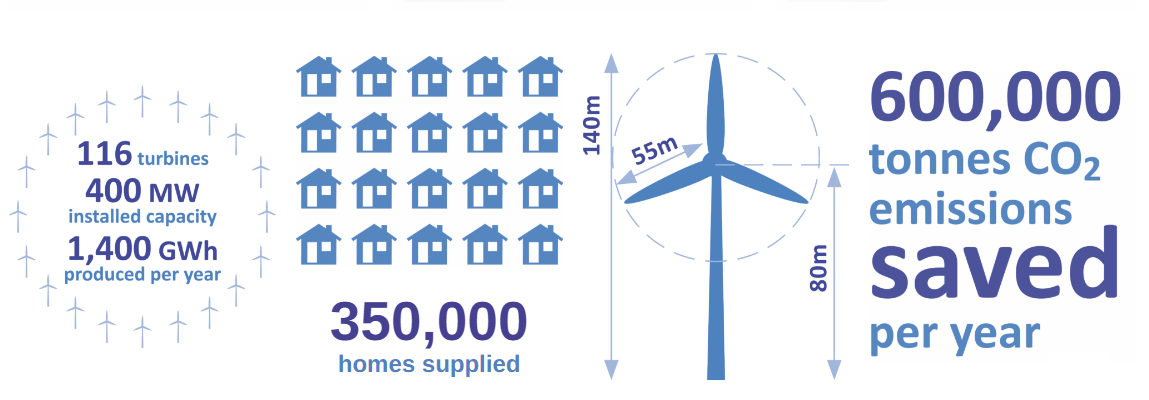 116 turbines
400 MW
installed capacity
1,400 GWh
produced per year
350,000
homes supplied
140m
55m
80m
600,000
tonnes CO₂
emissions
saved
per year